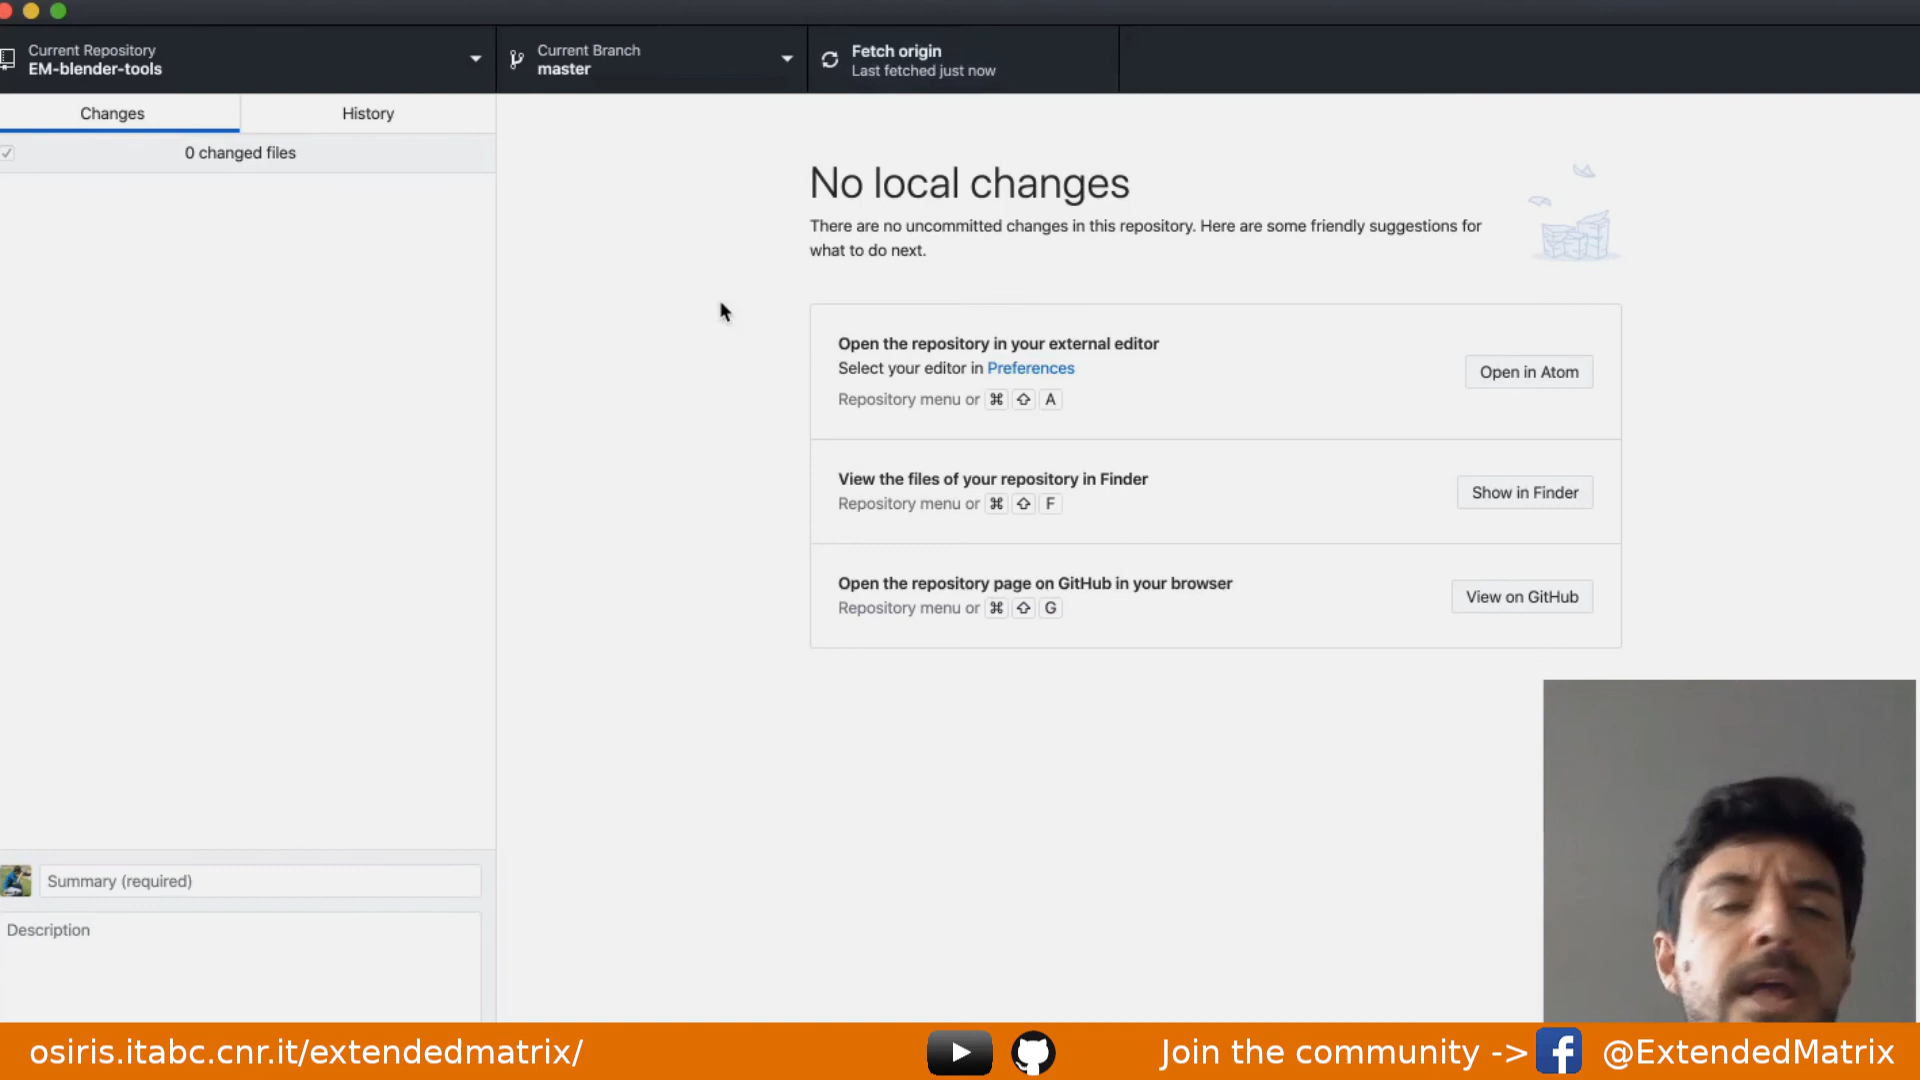 Current Repository
EM-blender-tools
Current Branch
master
Fetch origin
Last fetched just now
Changes
History
0 changed files
No local changes
There are no uncommitted changes in this repository. Here are some friendly suggestions for
what to do next.
Open the repository in your external editor
Select your editor in Preferences
Repository menu or ⌘ ⇧ A
Open in Atom
View the files of your repository in Finder
Repository menu or ⌘ ⇧ F
Show in Finder
Open the repository page on GitHub in your browser
Repository menu or ⌘ ⇧ G
View on GitHub
Summary (required)
Description
osiris.itabc.cnr.it/extendedmatrix/
Join the community -> f @ExtendedMatrix